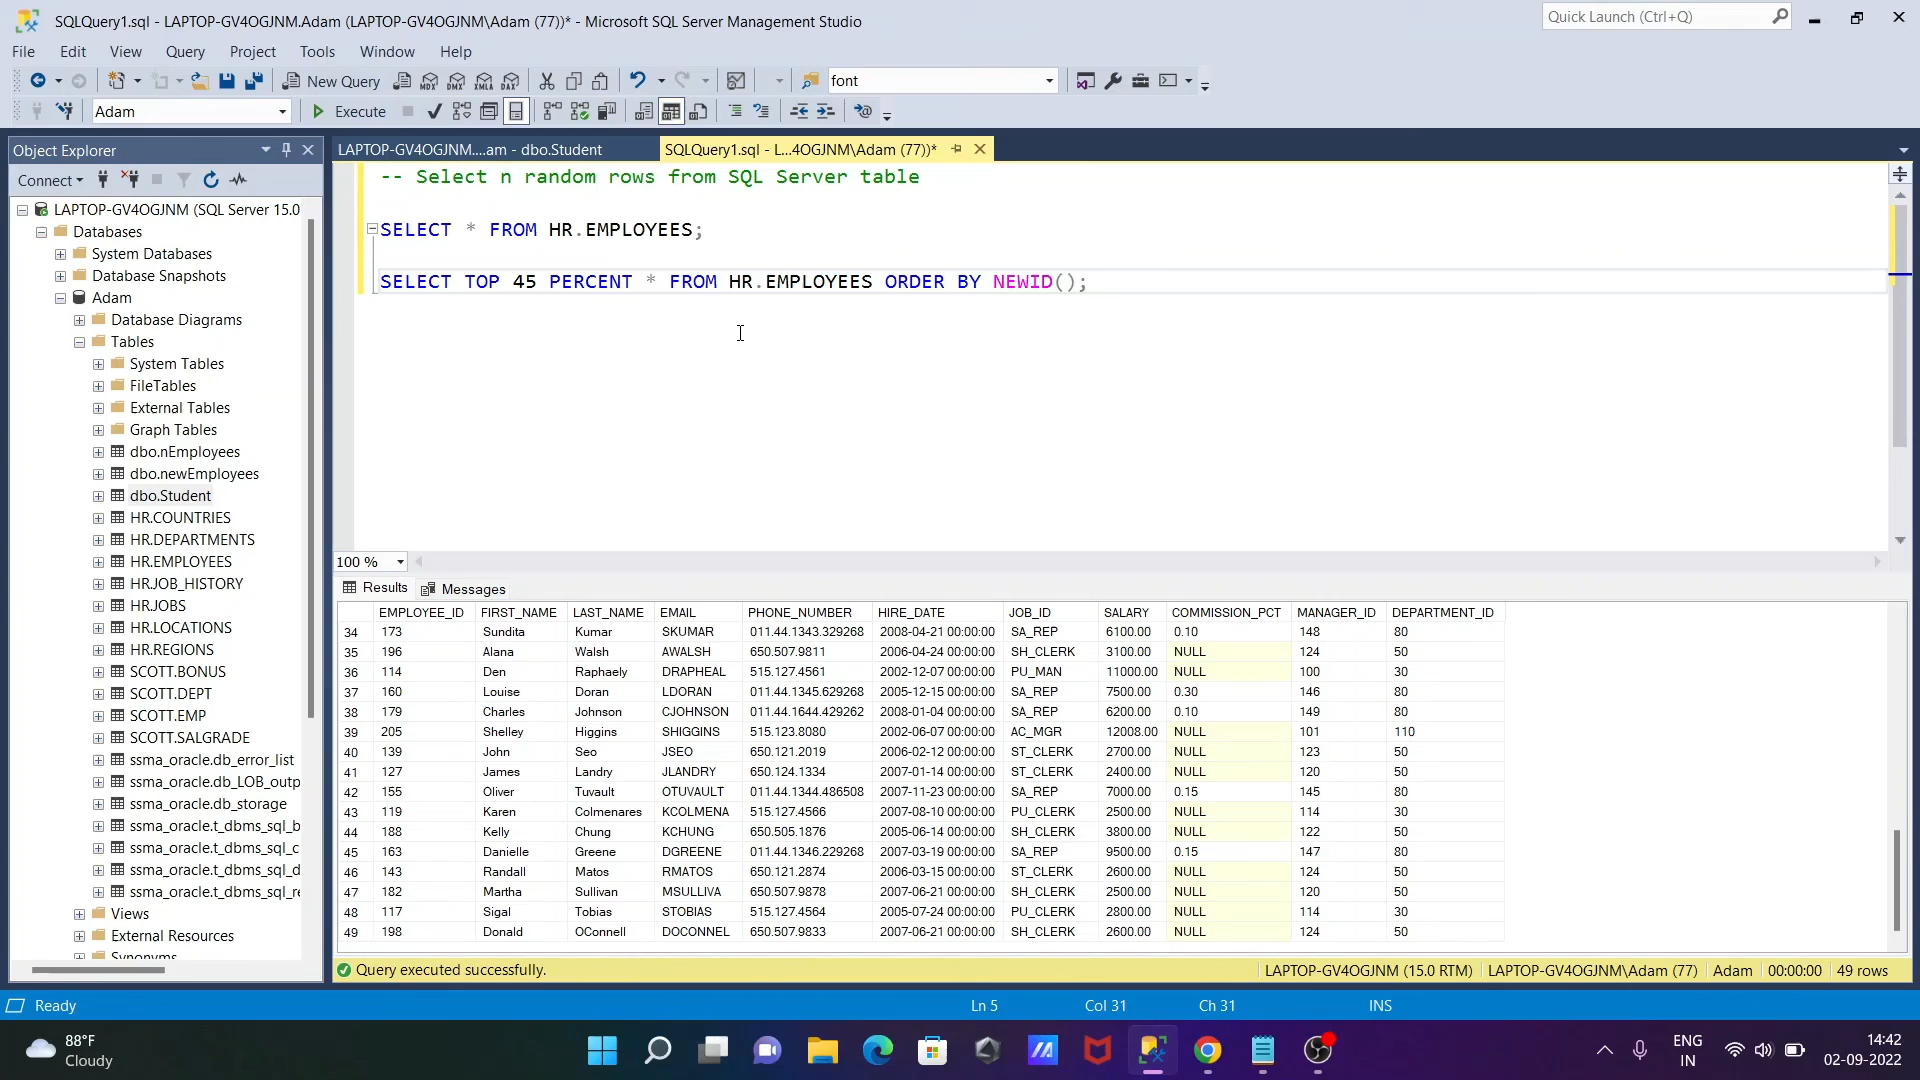 SQLQuery1.sql - LAPTOP-GV4OGJNM.Adam (LAPTOP-GV4OGJNM\Adam (77))* - Microsoft SQL Server Management Studio
Quick Launch (Ctrl+Q)
File Edit View Query Project Tools Window Help
New Query font
Adam Execute
Object Explorer
Connect
LAPTOP-GV4OGJNM (SQL Server 15.0
Databases
System Databases
Database Snapshots
Adam
Database Diagrams
Tables
System Tables
FileTables
External Tables
Graph Tables
dbo.nEmployees
dbo.newEmployees
dbo.Student
HR.COUNTRIES
HR.DEPARTMENTS
HR.EMPLOYEES
HR.JOB_HISTORY
HR.JOBS
HR.LOCATIONS
HR.REGIONS
SCOTT.BONUS
SCOTT.DEPT
SCOTT.EMP
SCOTT.SALGRADE
ssma_oracle.db_error_list
ssma_oracle.db_LOB_outp
ssma_oracle.db_storage
ssma_oracle.t_dbms_sql_b
ssma_oracle.t_dbms_sql_c
ssma_oracle.t_dbms_sql_d
ssma_oracle.t_dbms_sql_re
Views
External Resources
Synonyms
LAPTOP-GV4OGJNM....am - dbo.Student SQLQuery1.sql - L...4OGJNM\Adam (77))*
-- Select n random rows from SQL Server table
SELECT * FROM HR.EMPLOYEES;
SELECT TOP 45 PERCENT * FROM HR.EMPLOYEES ORDER BY NEWID();
100 %
Results Messages
EMPLOYEE_ID FIRST_NAME LAST_NAME EMAIL PHONE_NUMBER HIRE_DATE JOB_ID SALARY COMMISSION_PCT MANAGER_ID DEPARTMENT_ID
34 173 Sundita Kumar SKUMAR 011.44.1343.329268 2008-04-21 00:00:00 SA_REP 6100.00 0.10 148 80
35 196 Alana Walsh AWALSH 650.507.9811 2006-04-24 00:00:00 SH_CLERK 3100.00 NULL 124 50
36 114 Den Raphaely DRAPHEAL 515.127.4561 2002-12-07 00:00:00 PU_MAN 11000.00 NULL 100 30
37 160 Louise Doran LDORAN 011.44.1345.629268 2005-12-15 00:00:00 SA_REP 7500.00 0.30 146 80
38 179 Charles Johnson CJOHNSON 011.44.1644.429262 2008-01-04 00:00:00 SA_REP 6200.00 0.10 149 80
39 205 Shelley Higgins SHIGGINS 515.123.8080 2002-06-07 00:00:00 AC_MGR 12008.00 NULL 101 110
40 139 John Seo JSEO 650.121.2019 2006-02-12 00:00:00 ST_CLERK 2700.00 NULL 123 50
41 127 James Landry JLANDRY 650.124.1334 2007-01-14 00:00:00 ST_CLERK 2400.00 NULL 120 50
42 155 Oliver Tuvault OTUVAULT 011.44.1344.486508 2007-11-23 00:00:00 SA_REP 7000.00 0.15 145 80
43 119 Karen Colmenares KCOLMENA 515.127.4566 2007-08-10 00:00:00 PU_CLERK 2500.00 NULL 114 30
44 188 Kelly Chung KCHUNG 650.505.1876 2005-06-14 00:00:00 SH_CLERK 3800.00 NULL 122 50
45 163 Danielle Greene DGREENE 011.44.1346.229268 2007-03-19 00:00:00 SA_REP 9500.00 0.15 147 80
46 143 Randall Matos RMATOS 650.121.2874 2006-03-15 00:00:00 ST_CLERK 2600.00 NULL 124 50
47 182 Martha Sullivan MSULLIVA 650.507.9878 2007-06-21 00:00:00 SH_CLERK 2500.00 NULL 120 50
48 117 Sigal Tobias STOBIAS 515.127.4564 2005-07-24 00:00:00 PU_CLERK 2800.00 NULL 114 30
49 198 Donald OConnell DOCONNEL 650.507.9833 2007-06-21 00:00:00 SH_CLERK 2600.00 NULL 124 50
Query executed successfully. LAPTOP-GV4OGJNM (15.0 RTM) LAPTOP-GV4OGJNM\Adam (77) Adam 00:00:00 49 rows
Ready Ln 5 Col 31 Ch 31 INS
88°F
Cloudy
ENG
IN
14:42
02-09-2022